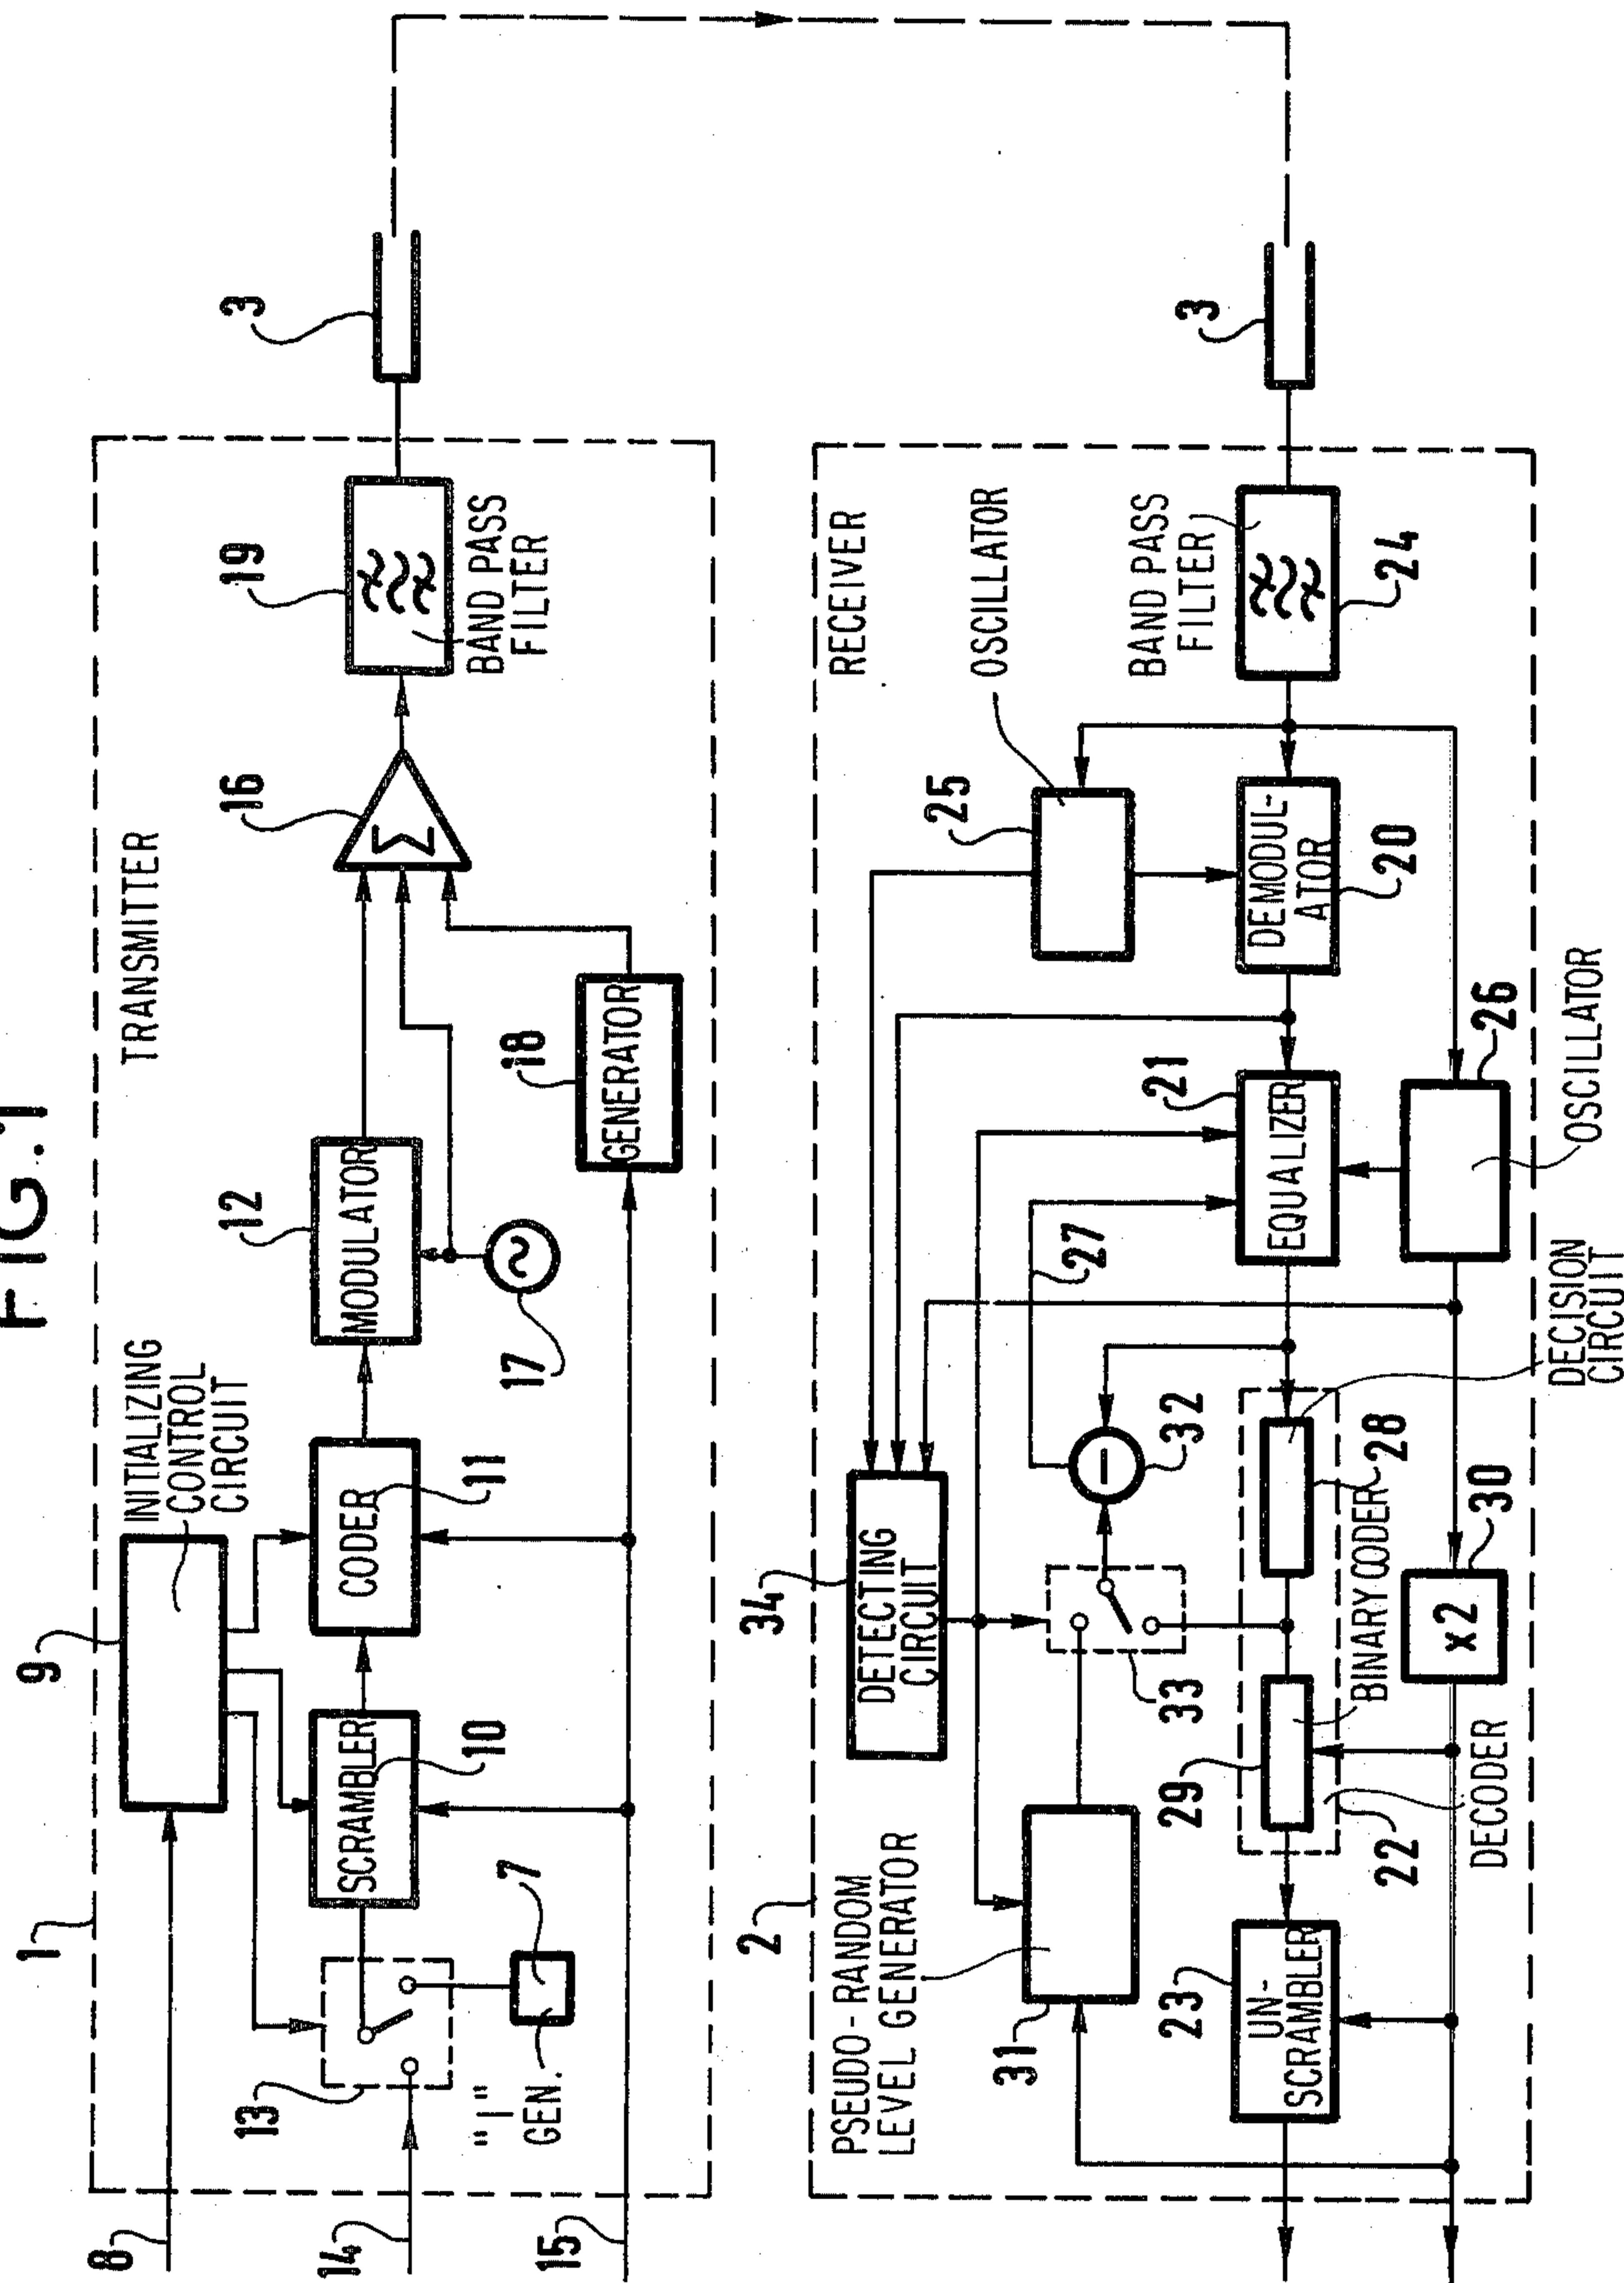 FIG.1
1
TRANSMITTER
8
9
INITIALIZING
CONTROL
CIRCUIT
13
14
15
"1"
GEN.
7
SCRAMBLER
10
CODER
11
12
MODULATOR
17
18
GENERATOR
16
Σ
19
BAND PASS
FILTER
3
2
RECEIVER
PSEUDO-RANDOM
LEVEL GENERATOR
31
34
DETECTING
CIRCUIT
33
32
27
25
OSCILLATOR
BAND PASS
FILTER
24
3
DEMODUL-
ATOR
20
21
EQUALIZER
26
OSCILLATOR
DECISION
CIRCUIT
28
BINARY CODER
29
22
DECODER
30
x2
23
UN-
SCRAMBLER